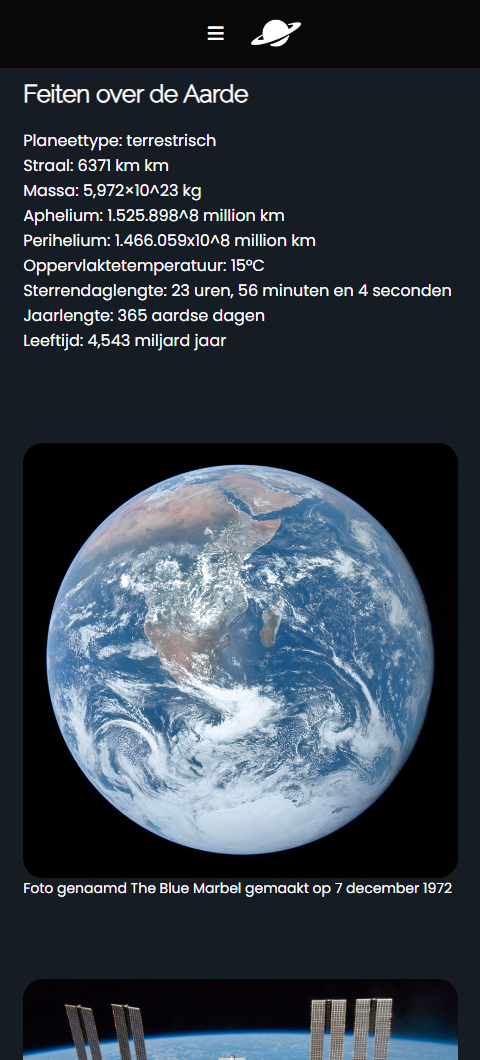 Feiten over de Aarde
Planeettype: terrestrisch
Straal: 6371 km km
Massa: 5,972×10^23 kg
Aphelium: 1.525.898^8 million km
Perihelium: 1.466.059x10^8 million km
Oppervlaktetemperatuur: 15°C
Sterrendaglengte: 23 uren, 56 minuten en 4 seconden
Jaarlengte: 365 aardse dagen
Leeftijd: 4,543 miljard jaar
Foto genaamd The Blue Marbel gemaakt op 7 december 1972